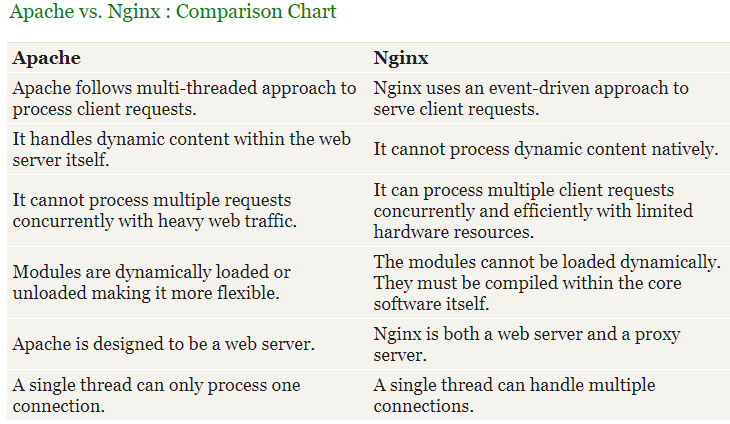 Apache vs. Nginx : Comparison Chart
Apache
Nginx
Apache follows multi-threaded approach to
process client requests.
Nginx uses an event-driven approach to
serve client requests.
It handles dynamic content within the web
server itself.
It cannot process dynamic content natively.
It cannot process multiple requests
concurrently with heavy web traffic.
It can process multiple client requests
concurrently and efficiently with limited
hardware resources.
Modules are dynamically loaded or
unloaded making it more flexible.
The modules cannot be loaded dynamically.
They must be compiled within the core
software itself.
Apache is designed to be a web server.
Nginx is both a web server and a proxy
server.
A single thread can only process one
connection.
A single thread can handle multiple
connections.